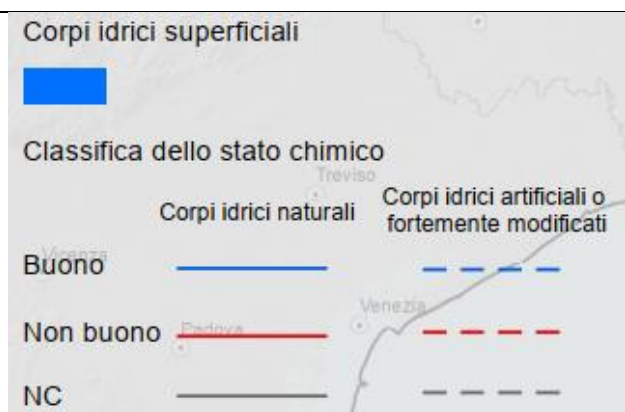 Corpi idrici superficiali
Classifica dello stato chimico
Treviso
Corpi idrici naturali
Corpi idrici artificiali o
fortemente modificati
Vicenza
Buono
Venezia
Non buono
Padova
NC